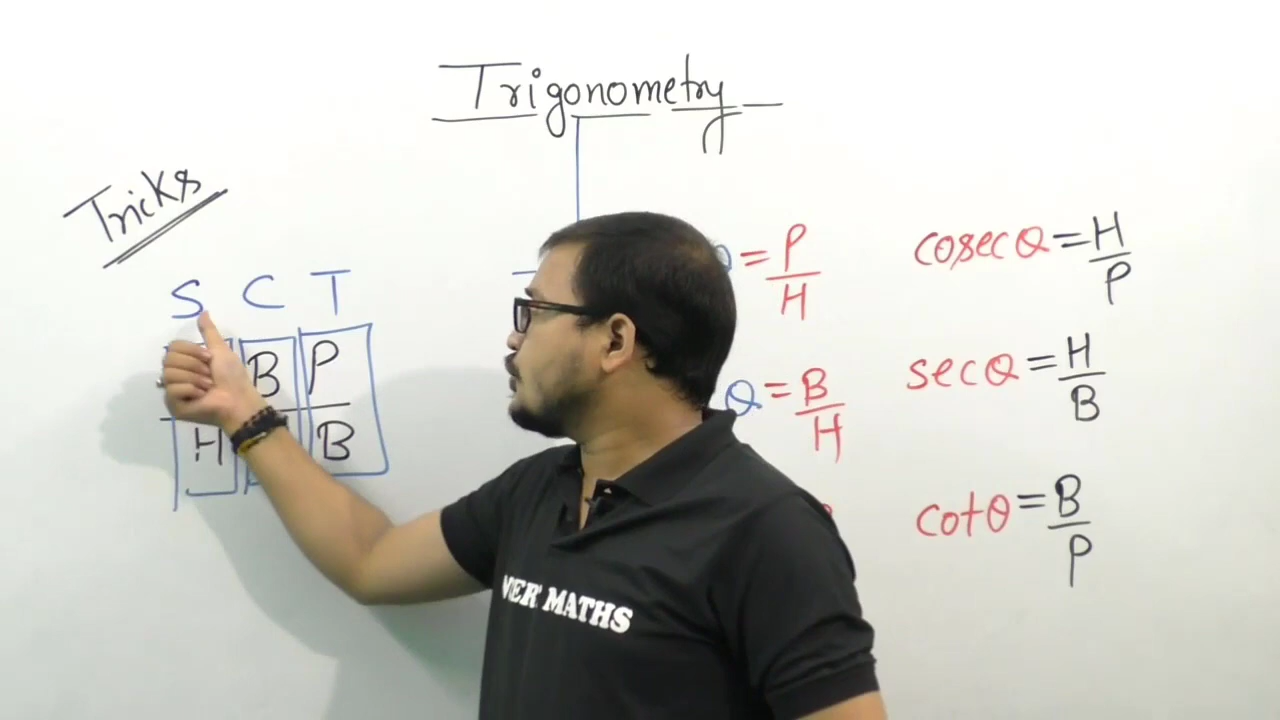 Trigonometry
Tricks
S C T
B P
H B
θ = P/H
θ = B/H
cosecθ = H/P
secθ = H/B
cotθ = B/P
MATHS